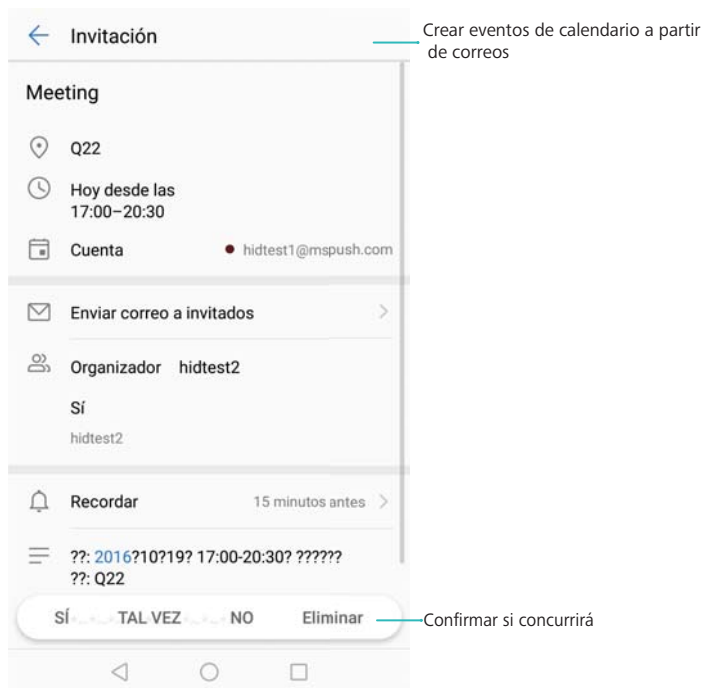 Invitación
Crear eventos de calendario a partir
de correos
Meeting
Q22
Hoy desde las
17:00–20:30
Cuenta hidtest1@mspush.com
Enviar correo a invitados
Organizador hidtest2
Sí
hidtest2
Recordar 15 minutos antes
??: 2016?10?19? 17:00-20:30? ??????
??: Q22
SÍ TAL VEZ NO Eliminar
Confirmar si concurrirá